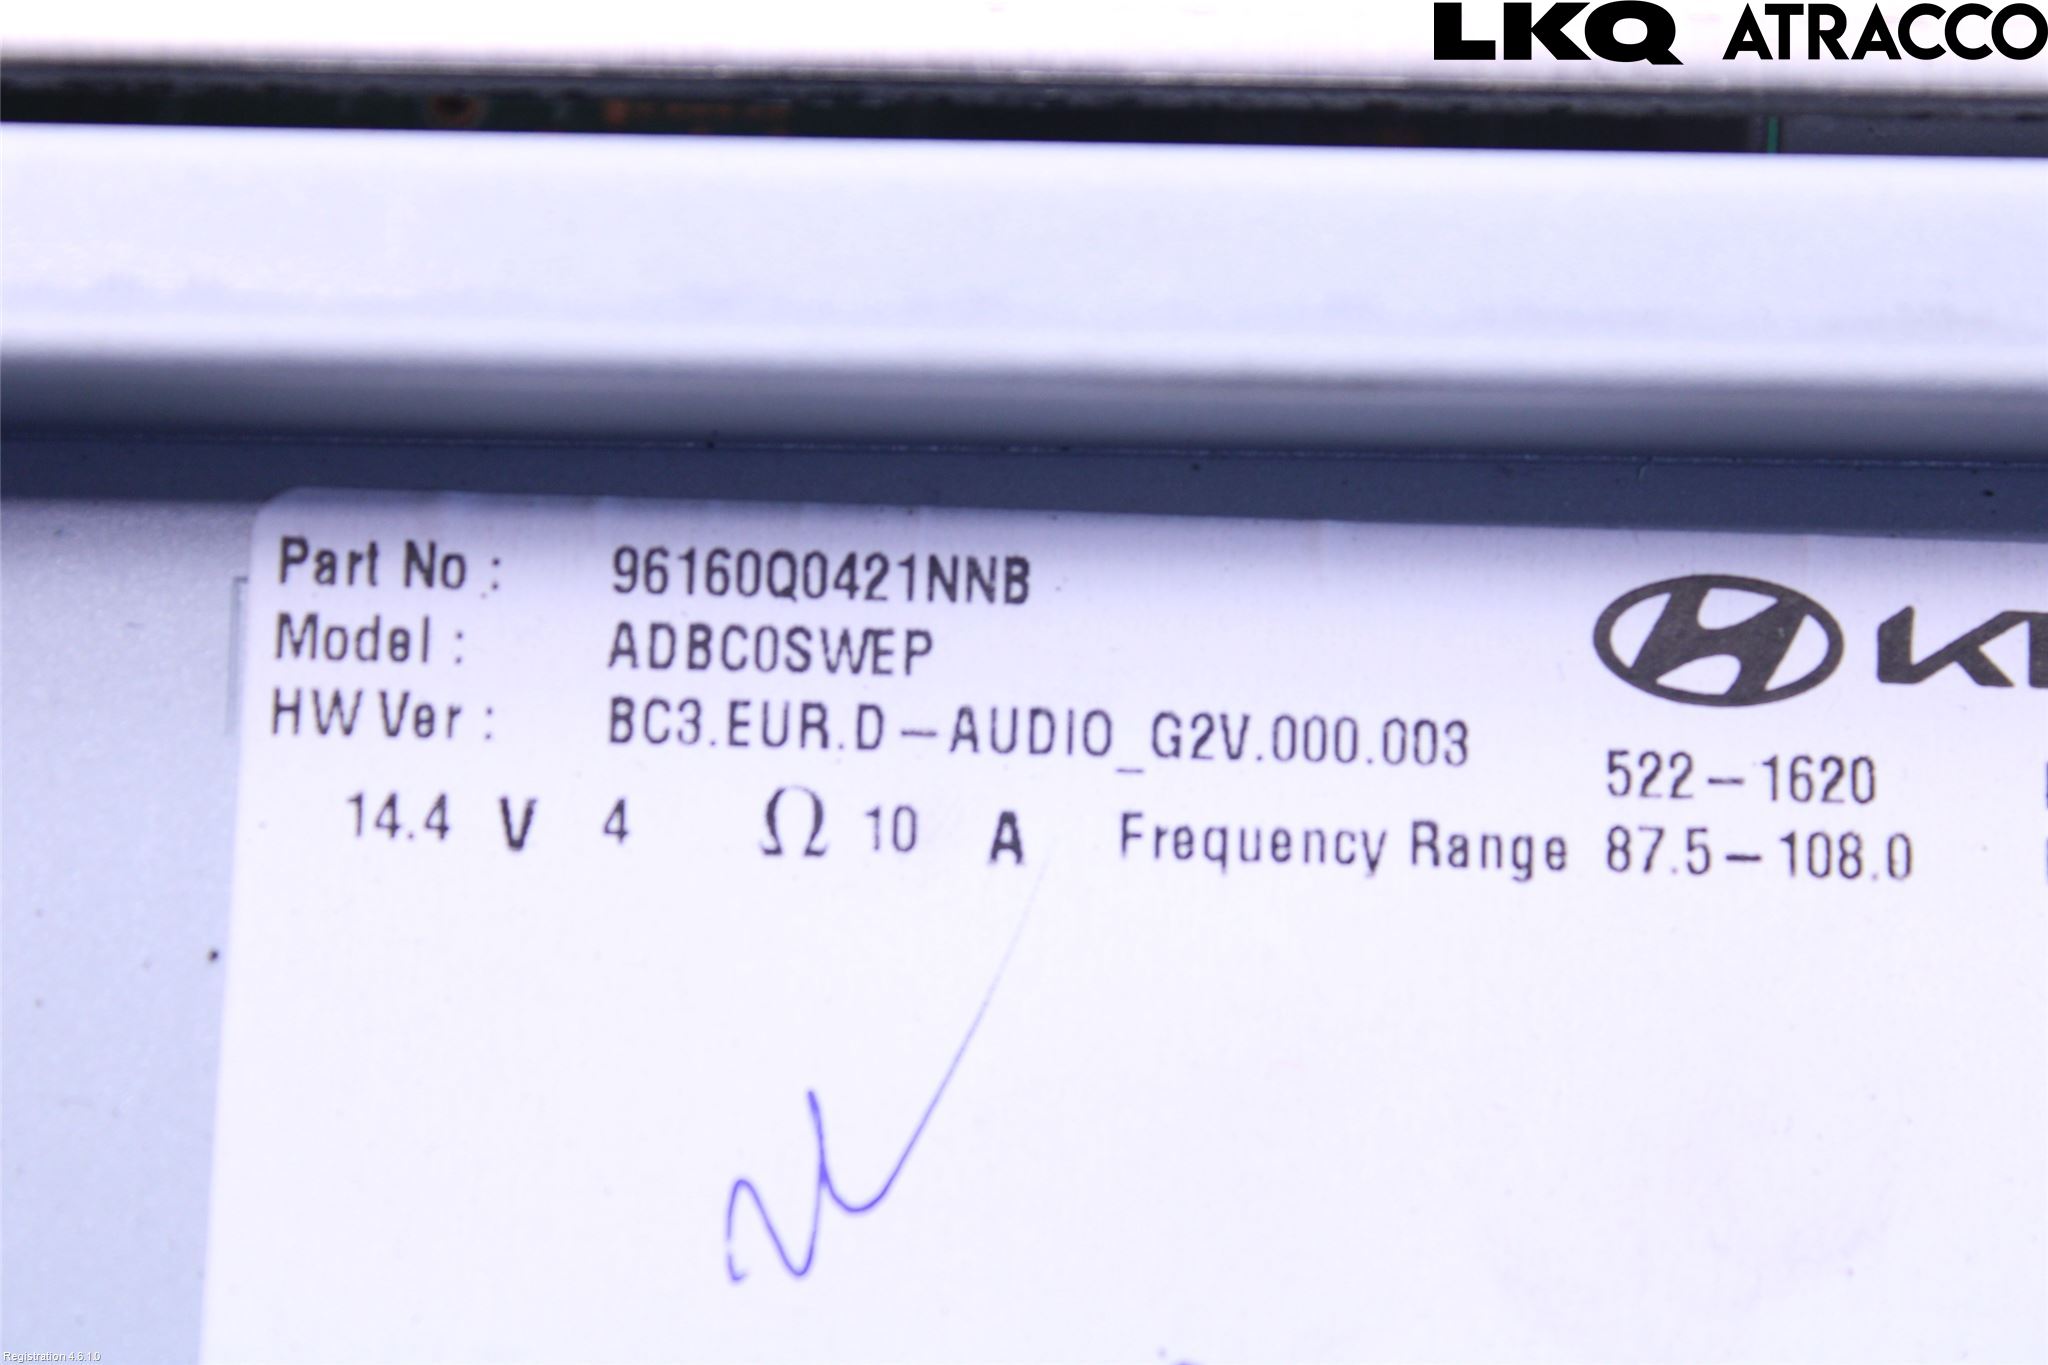 LKQ ATRACCO
Part No : 96160Q0421NNB
Model : ADBC0SWEP
HW Ver : BC3.EUR.D-AUDIO_G2V.000.003
522-1620
14.4 V 4 Ω 10 A Frequency Range 87.5-108.0
Registration 4.6.1.0